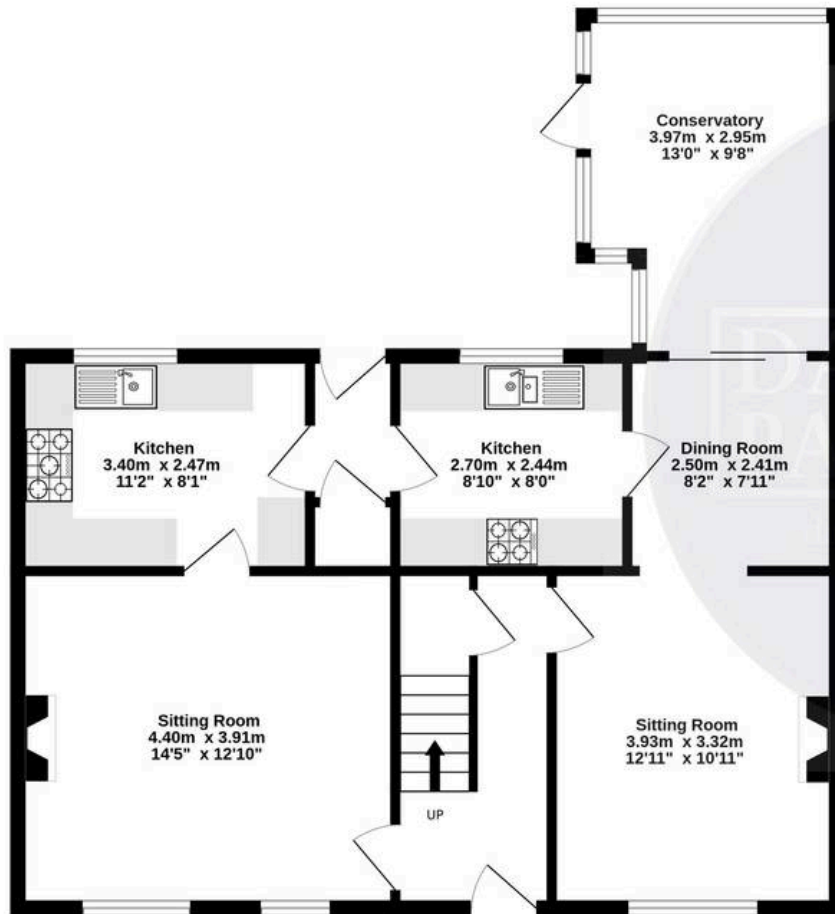 Conservatory
3.97m x 2.95m
13'0" x 9'8"
Kitchen
3.40m x 2.47m
11'2" x 8'1"
Kitchen
2.70m x 2.44m
8'10" x 8'0"
Dining Room
2.50m x 2.41m
8'2" x 7'11"
Sitting Room
4.40m x 3.91m
14'5" x 12'10"
Sitting Room
3.93m x 3.32m
12'11" x 10'11"
UP